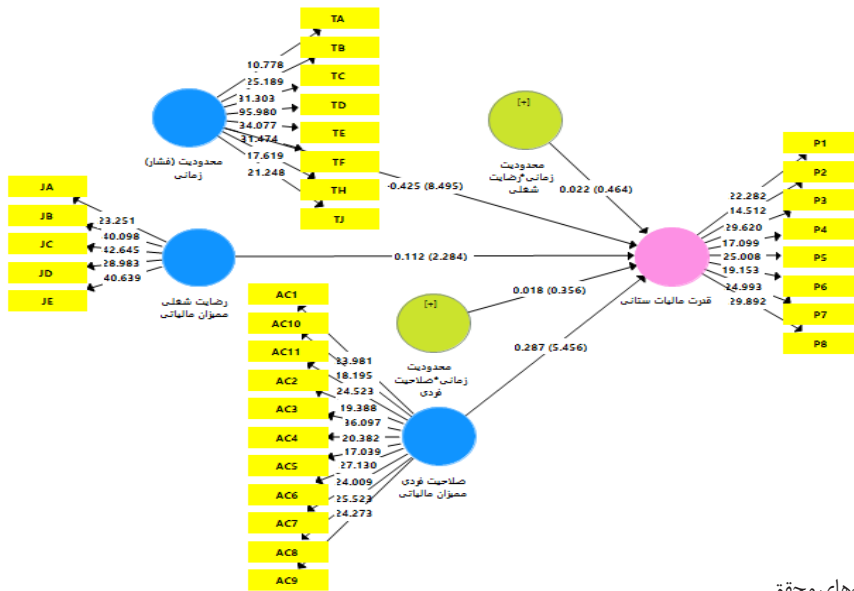 TA
TB
TC
TD
TE
TF
TH
TJ
10.778
25.189
31.303
95.980
34.077
31.474
17.619
21.248
محدودیت (فشار)
زمانی
[+]
محدودیت
زمانی*رضایت
شغلی
-0.425 (8.495)
0.022 (0.464)
JA
JB
JC
JD
JE
23.251
40.098
42.645
28.983
40.639
رضایت شغلی
ممیزان مالیاتی
0.112 (2.284)
P1
P2
P3
P4
P5
P6
P7
P8
22.282
14.512
29.620
17.099
25.008
19.153
24.993
29.892
قدرت مالیات ستانی
0.018 (0.356)
[+]
محدودیت
زمانی*صلاحیت
فردی
0.287 (5.456)
AC1
AC10
AC11
AC2
AC3
AC4
AC5
AC6
AC7
AC8
AC9
23.981
18.195
24.523
19.388
36.097
20.382
17.039
27.130
24.009
25.523
24.273
صلاحیت فردی
ممیزان مالیاتی